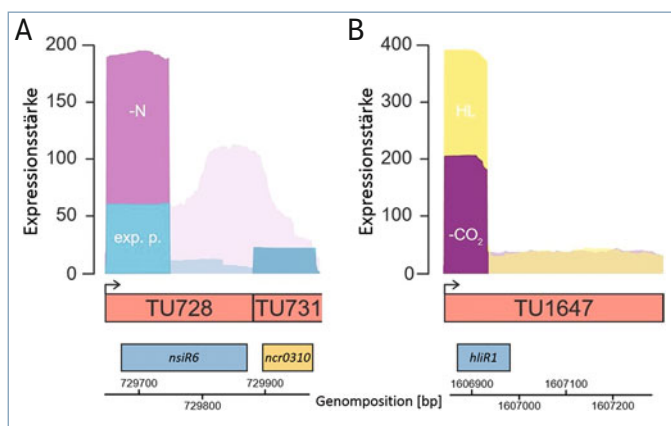 A
Expressionsstärke
200
150
100
50
0
-N
exp. p.
TU728
TU731
nsiR6
ncr0310
729700
729900
729800
B
Expressionsstärke
400
300
200
100
0
HL
-CO₂
TU1647
hliR1
1606900
1607100
1607000
1607200
Genomposition [bp]